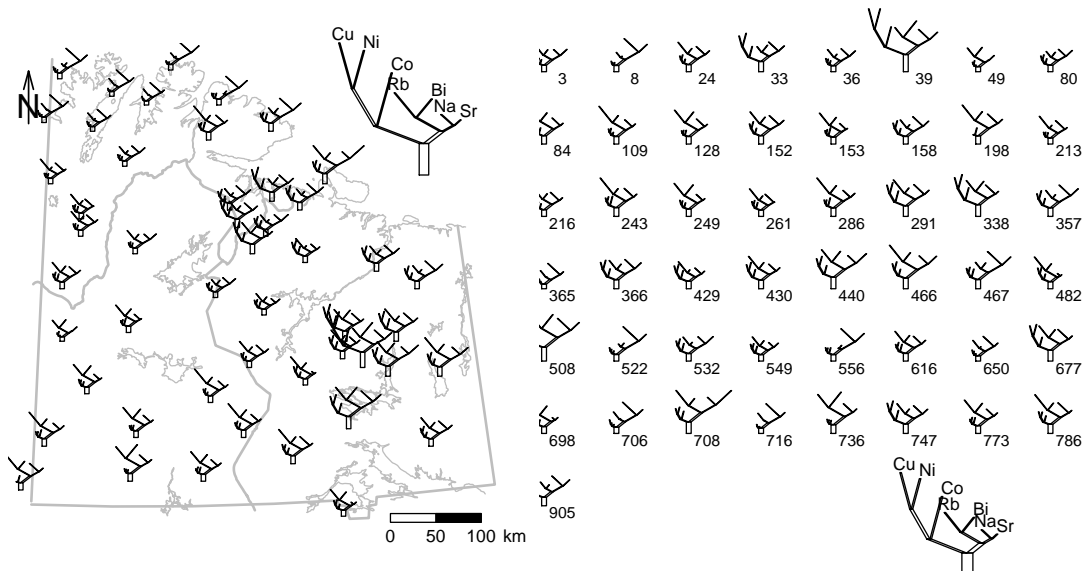 N
Cu
Ni
Co
Rb
Bi
Na
Sr
0 50 100 km
3 8 24 33 36 39 49 80
84 109 128 152 153 158 198 213
216 243 249 261 286 291 338 357
365 366 429 430 440 466 467 482
508 522 532 549 556 616 650 677
698 706 708 716 736 747 773 786
905
Cu
Ni
Co
Rb
Bi
Na
Sr